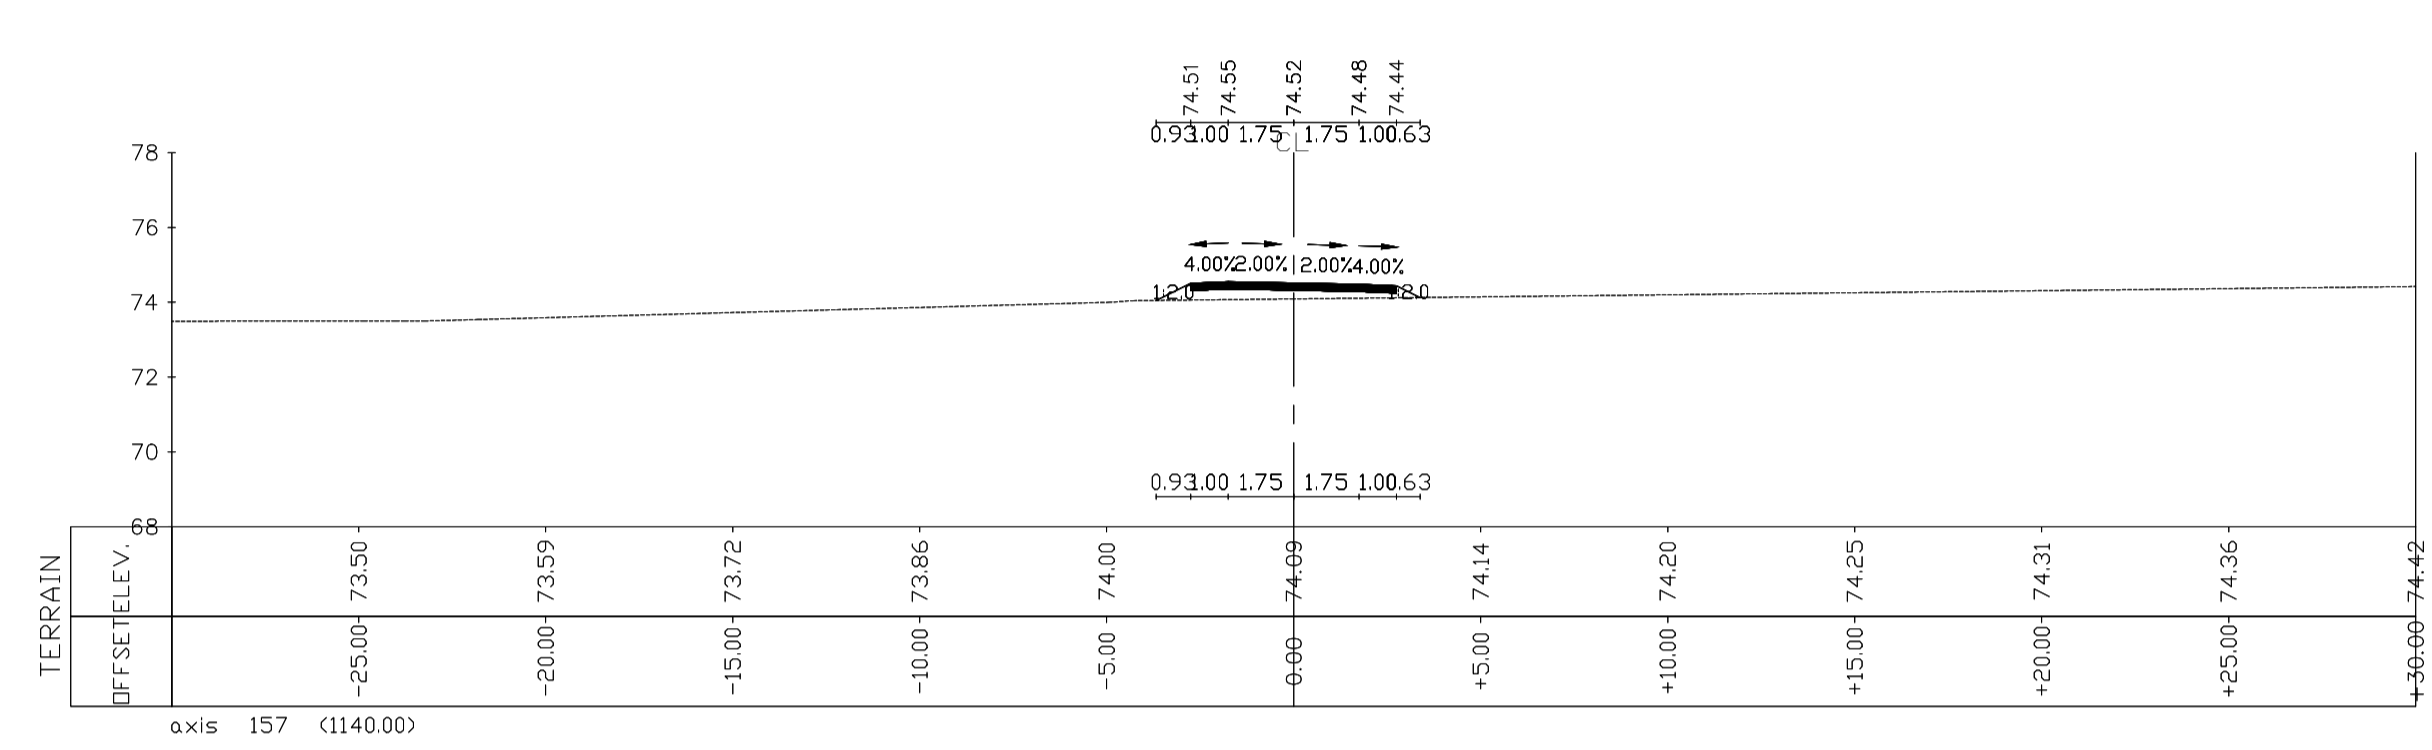 74.51 74.55 74.52 74.48 74.44
0.93 1.00 1.75 1.75 1.00 0.63
CL
78
76
4.00% 2.00% 2.00% 4.00%
1:2.0 1:2.0
74
72
70
0.93 1.00 1.75 1.75 1.00 0.63
68
TERRAIN
ELEV. 73.50 73.59 73.72 73.86 74.00 74.09 74.14 74.20 74.25 74.31 74.36 74.42
OFFSET -25.00 -20.00 -15.00 -10.00 -5.00 0.00 +5.00 +10.00 +15.00 +20.00 +25.00 +30.00
axis 157 (1140.00)